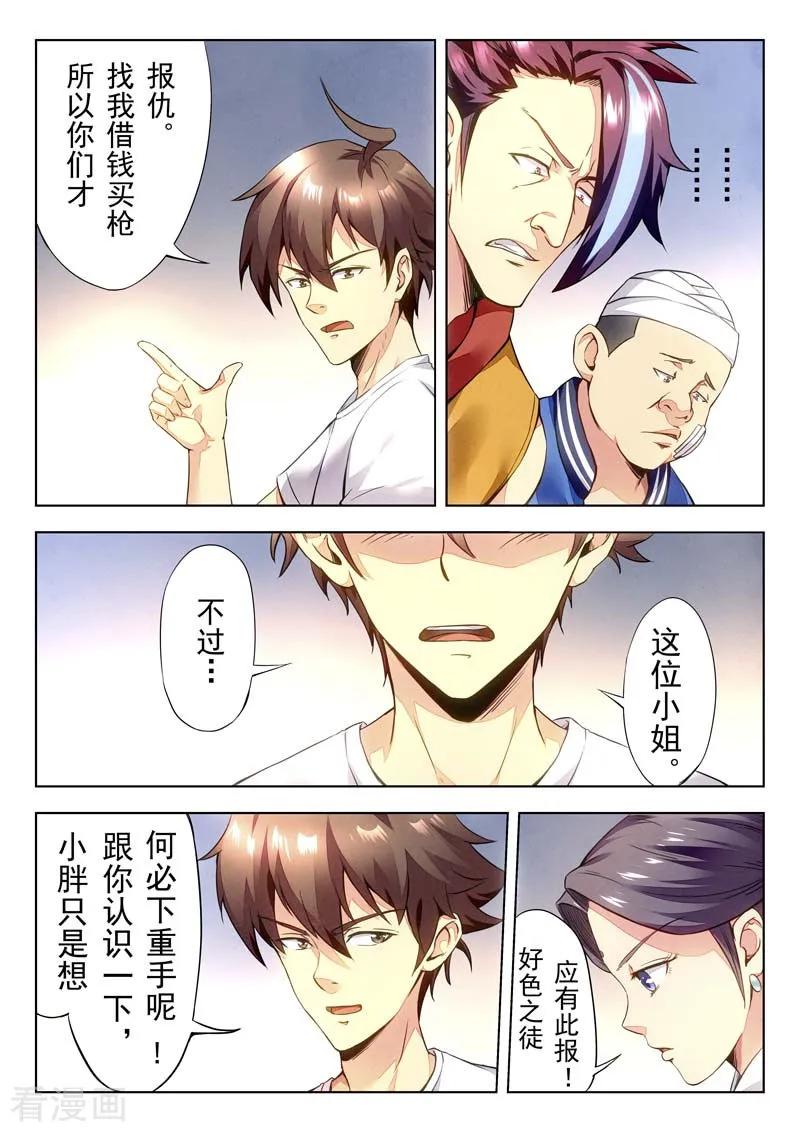 所以你们才
找我借钱买枪
报仇。
……
……
不过…
这位小姐。
小胖只是想
跟你认识一下，
何必下重手呢！
好色之徒
应有此报！
看漫画